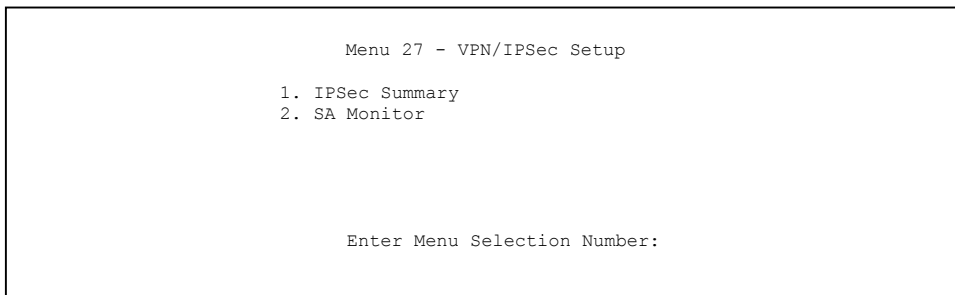 Menu 27 - VPN/IPSec Setup
1. IPSec Summary
2. SA Monitor
Enter Menu Selection Number: